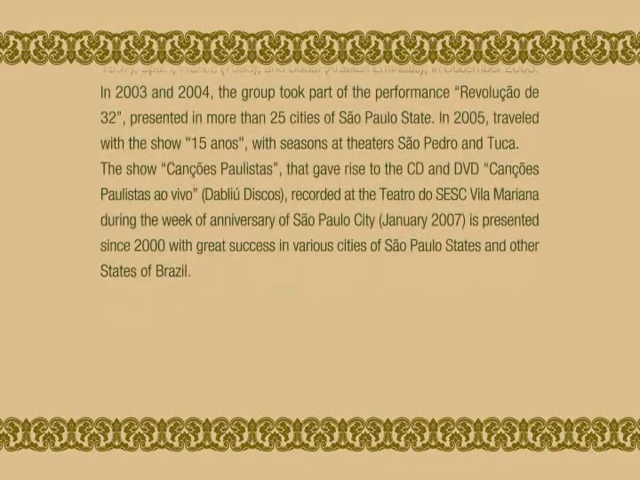 In 2003 and 2004, the group took part of the performance “Revolução de
32”, presented in more than 25 cities of São Paulo State. In 2005, traveled
with the show "15 anos", with seasons at theaters São Pedro and Tuca.
The show “Canções Paulistas”, that gave rise to the CD and DVD “Canções
Paulistas ao vivo” (Dabliú Discos), recorded at the Teatro do SESC Vila Mariana
during the week of anniversary of São Paulo City (January 2007) is presented
since 2000 with great success in various cities of São Paulo States and other
States of Brazil.